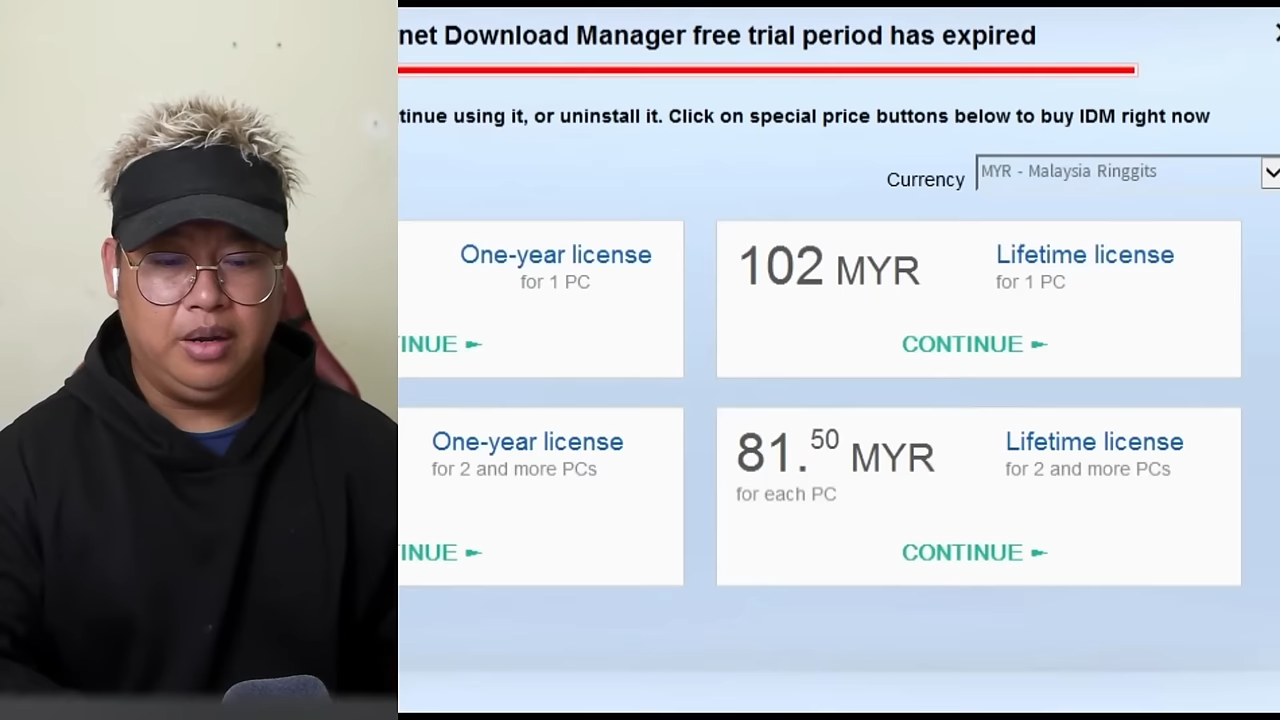 net Download Manager free trial period has expired
tinue using it, or uninstall it. Click on special price buttons below to buy IDM right now
Currency MYR - Malaysia Ringgits
One-year license
for 1 PC
INUE
102 MYR
Lifetime license
for 1 PC
CONTINUE
One-year license
for 2 and more PCs
INUE
81.50 MYR
for each PC
Lifetime license
for 2 and more PCs
CONTINUE